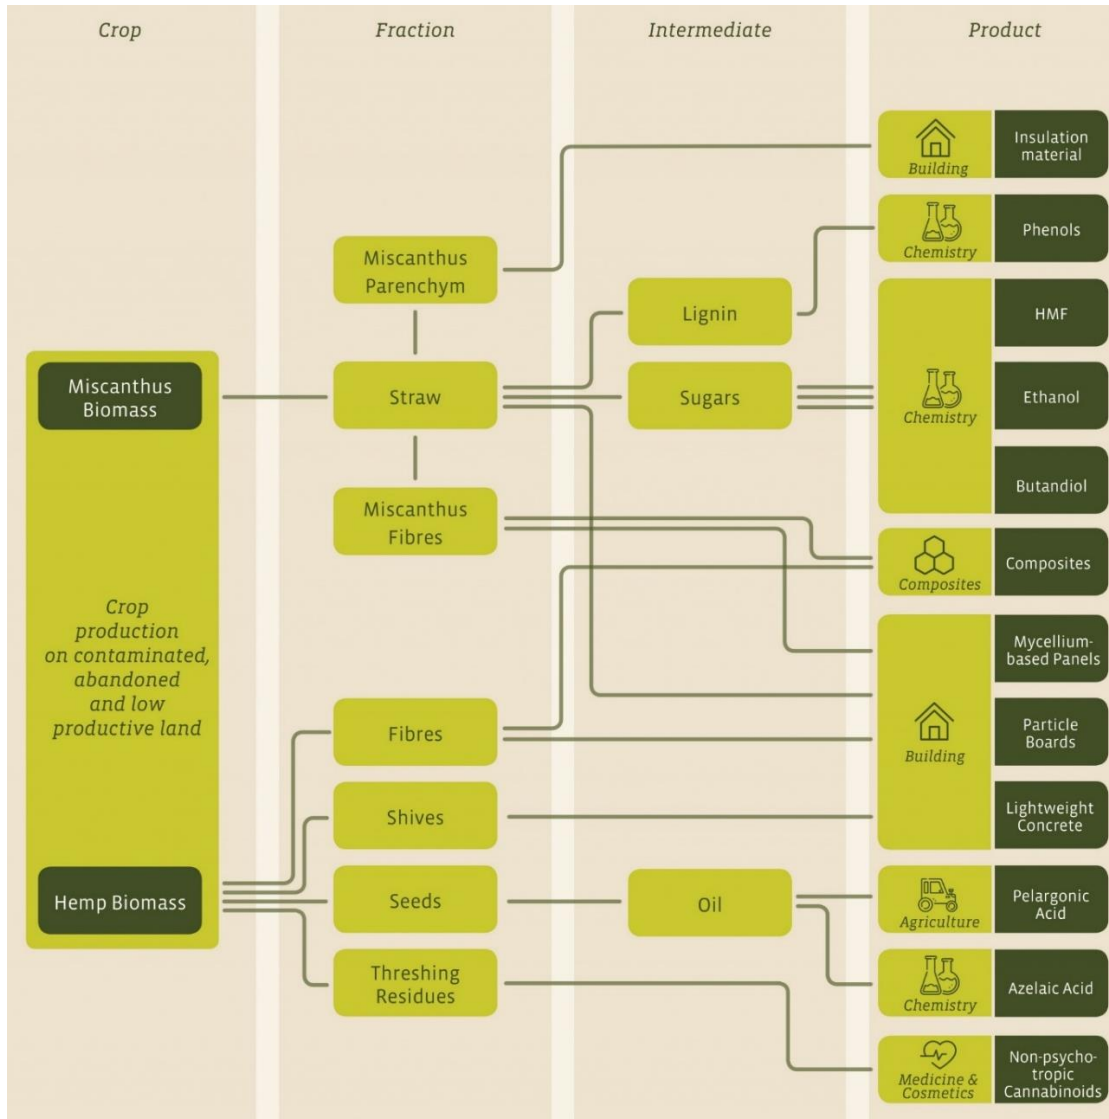 Crop
Fraction
Intermediate
Product
Miscanthus
Biomass
Crop
production
on contaminated,
abandoned
and low
productive land
Hemp Biomass
Miscanthus
Parenchym
Straw
Miscanthus
Fibres
Fibres
Shives
Seeds
Threshing
Residues
Lignin
Sugars
Oil
Building
Insulation
material
Chemistry
Phenols
Chemistry
HMF
Ethanol
Butandiol
Composites
Composites
Building
Mycellium-
based Panels
Particle
Boards
Lightweight
Concrete
Agriculture
Pelargonic
Acid
Chemistry
Azelaic Acid
Medicine &
Cosmetics
Non-psycho-
tropic
Cannabinoids